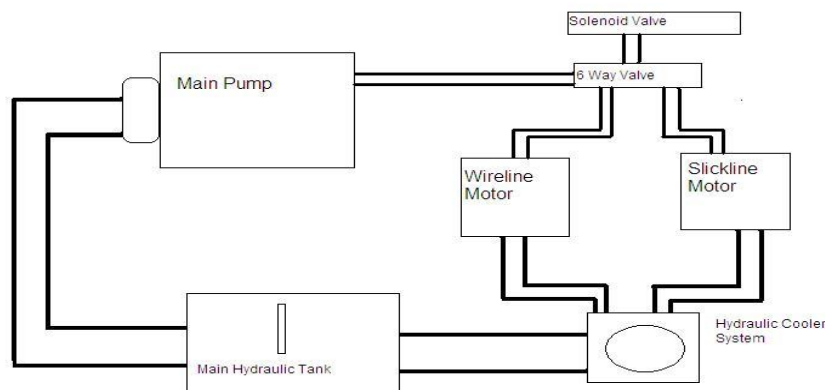 Solenoid Valve
6 Way Valve
Main Pump
Wireline
Motor
Slickline
Motor
Hydraulic Cooler
System
Main Hydraulic Tank